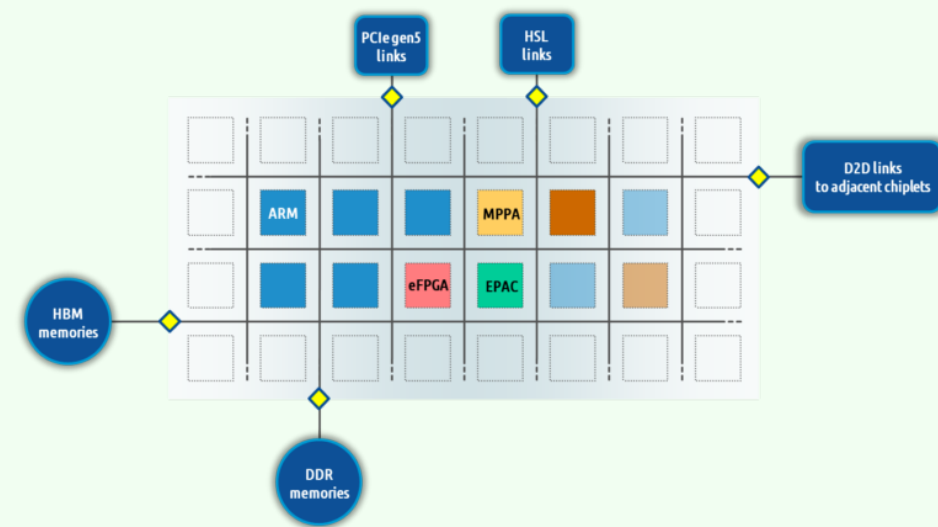 PCIe gen5
links
HSL
links
D2D links
to adjacent chiplets
ARM
MPPA
eFPGA
EPAC
HBM
memories
DDR
memories